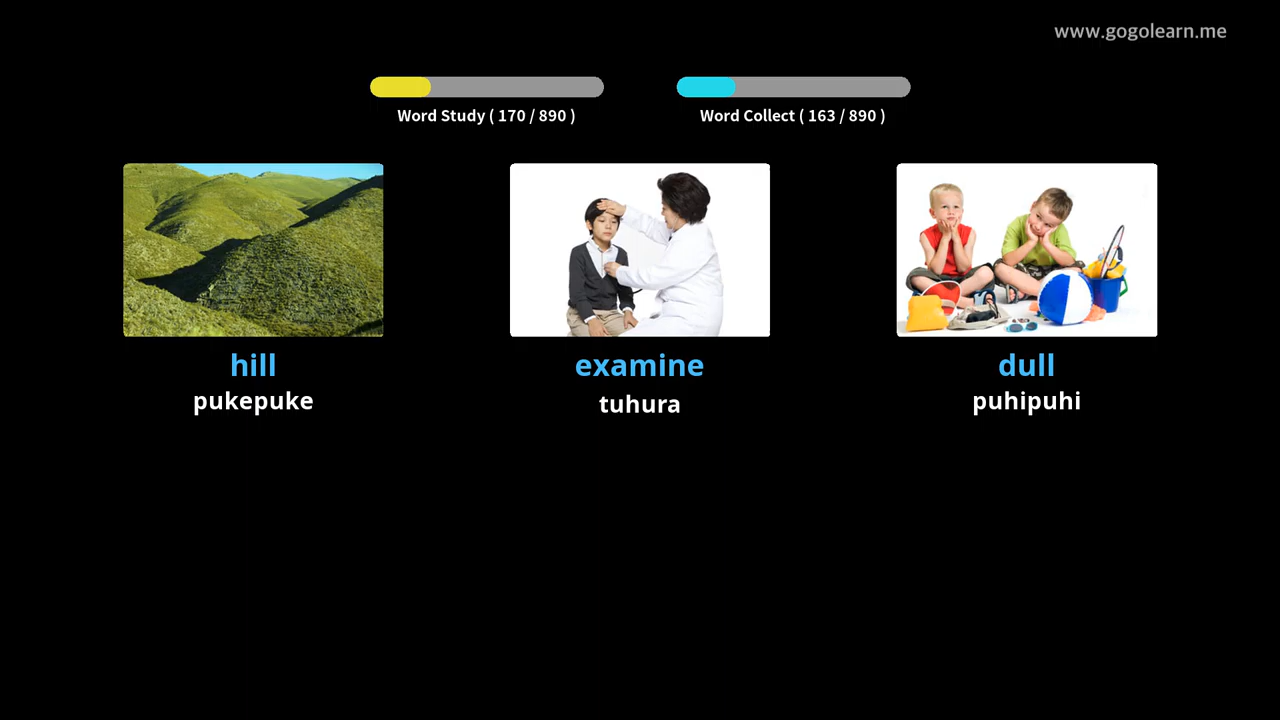 www.gogolearn.me
Word Study ( 170 / 890 )
Word Collect ( 163 / 890 )
hill
examine
dull
pukepuke
tuhura
puhipuhi